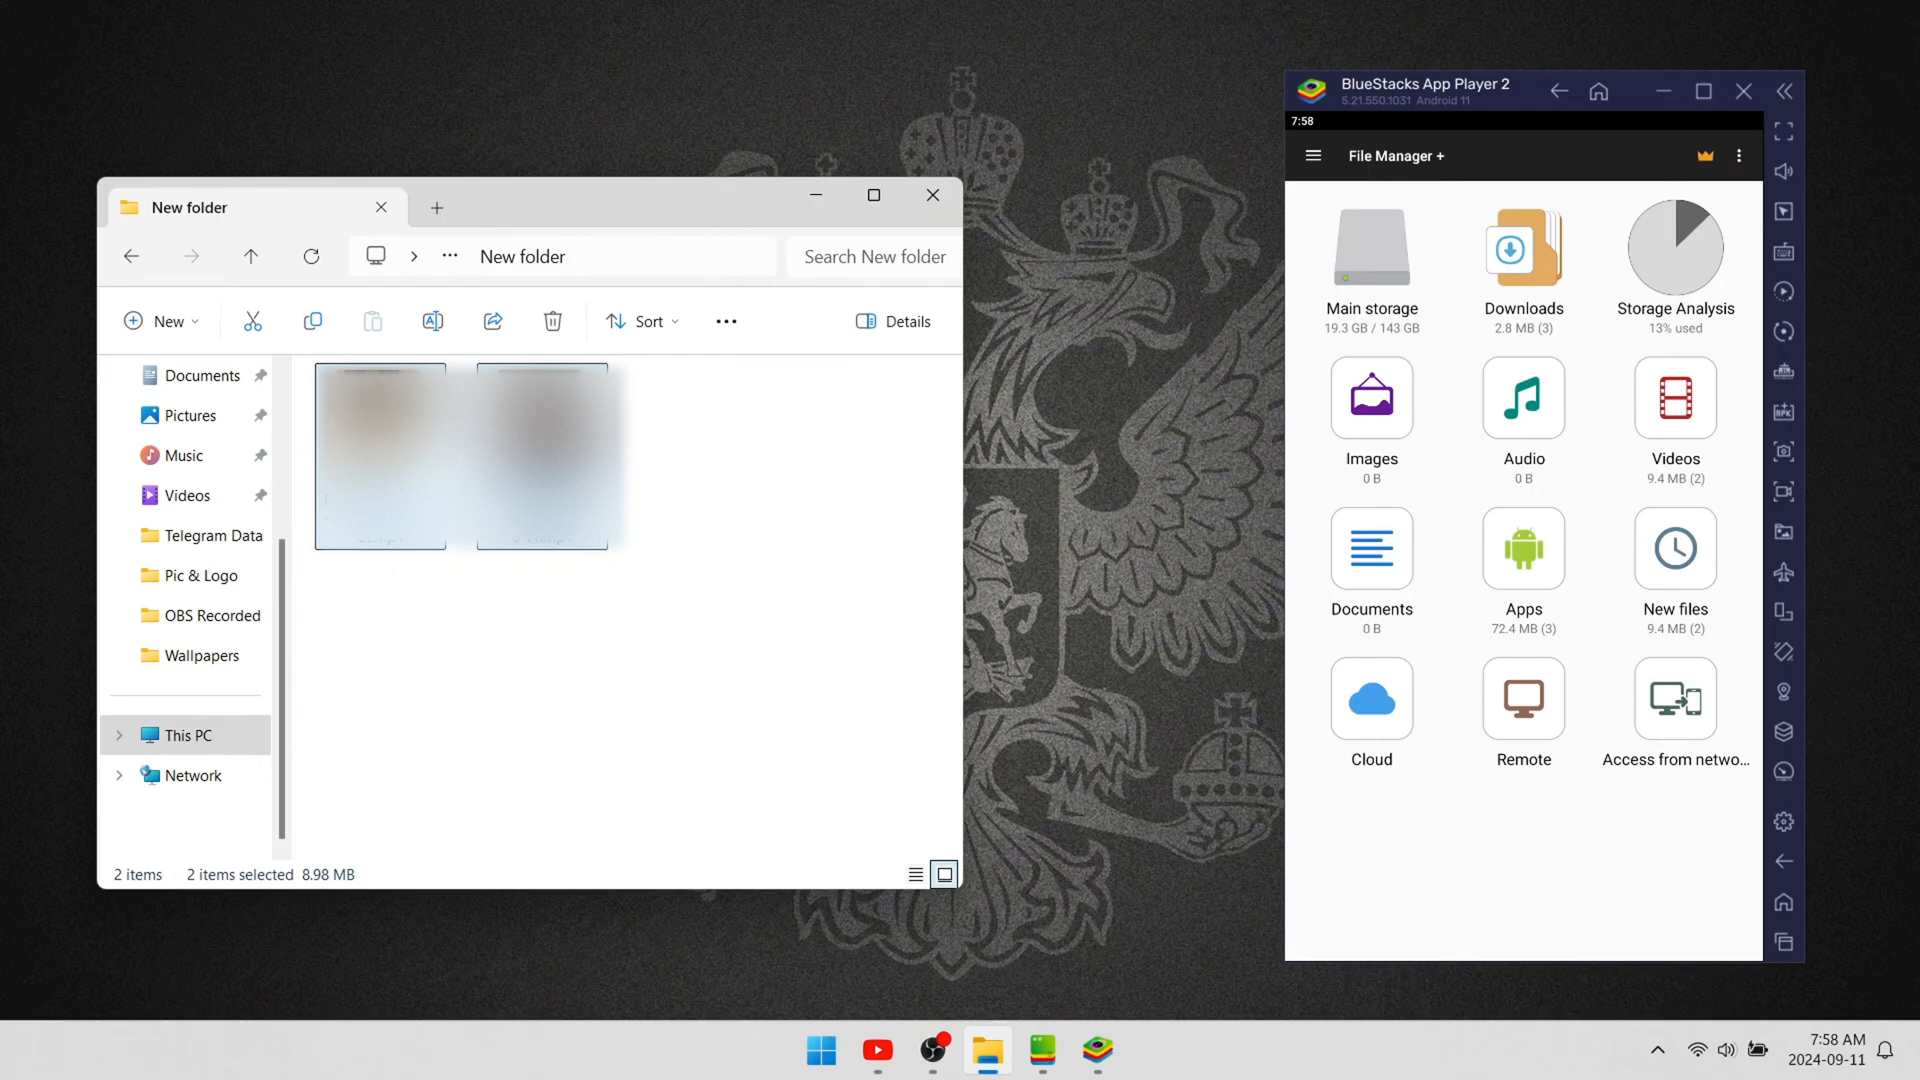 New folder
New folder
Search New folder
New
Sort
Details
Documents
Pictures
Music
Videos
Telegram Data
Pic & Logo
OBS Recorded
Wallpapers
This PC
Network
2 items 2 items selected 8.98 MB
BlueStacks App Player 2
5.21.550.1031 Android 11
7:58
File Manager +
Main storage Downloads Storage Analysis
19.3 GB / 143 GB 2.8 MB (3) 13% used
Images Audio Videos
0 B 0 B 9.4 MB (2)
Documents Apps New files
0 B 72.4 MB (3) 9.4 MB (2)
Cloud Remote Access from netwo...
7:58 AM
2024-09-11